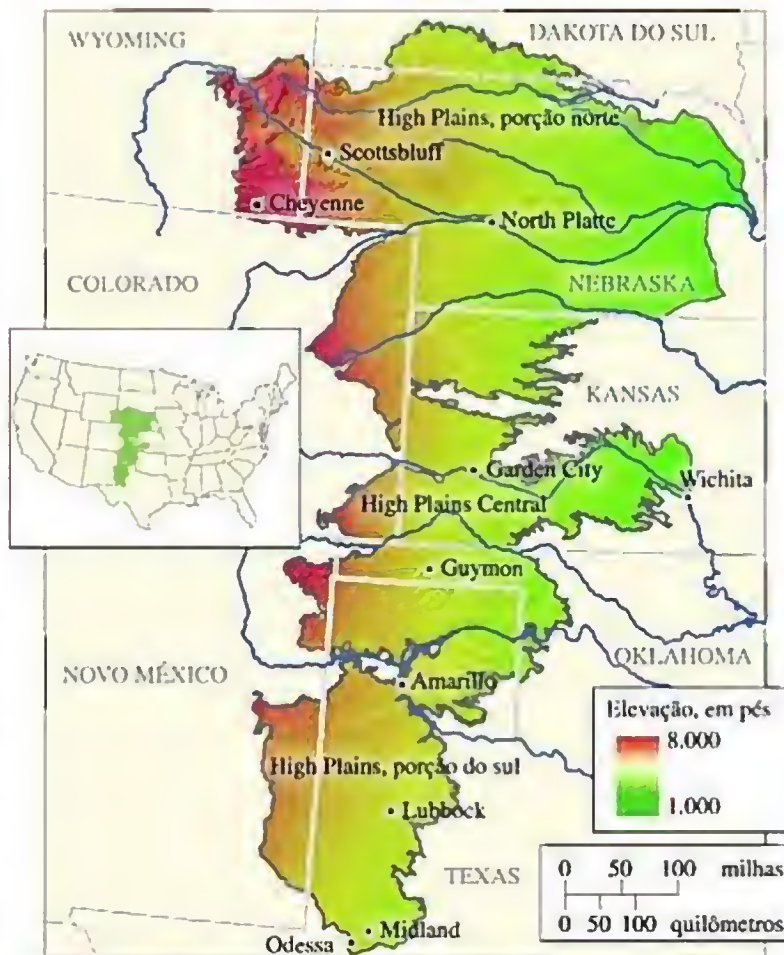 WYOMING
DAKOTA DO SUL
High Plains, porção norte
Scottsbluff
Cheyenne
North Platte
COLORADO
NEBRASKA
KANSAS
Garden City
Wichita
High Plains Central
Guymon
NOVO MÉXICO
OKLAHOMA
Amarillo
Elevação, em pés
8.000
1.000
High Plains, porção do sul
Lubbock
TEXAS
0 50 100 milhas
0 50 100 quilômetros
Midland
Odessa